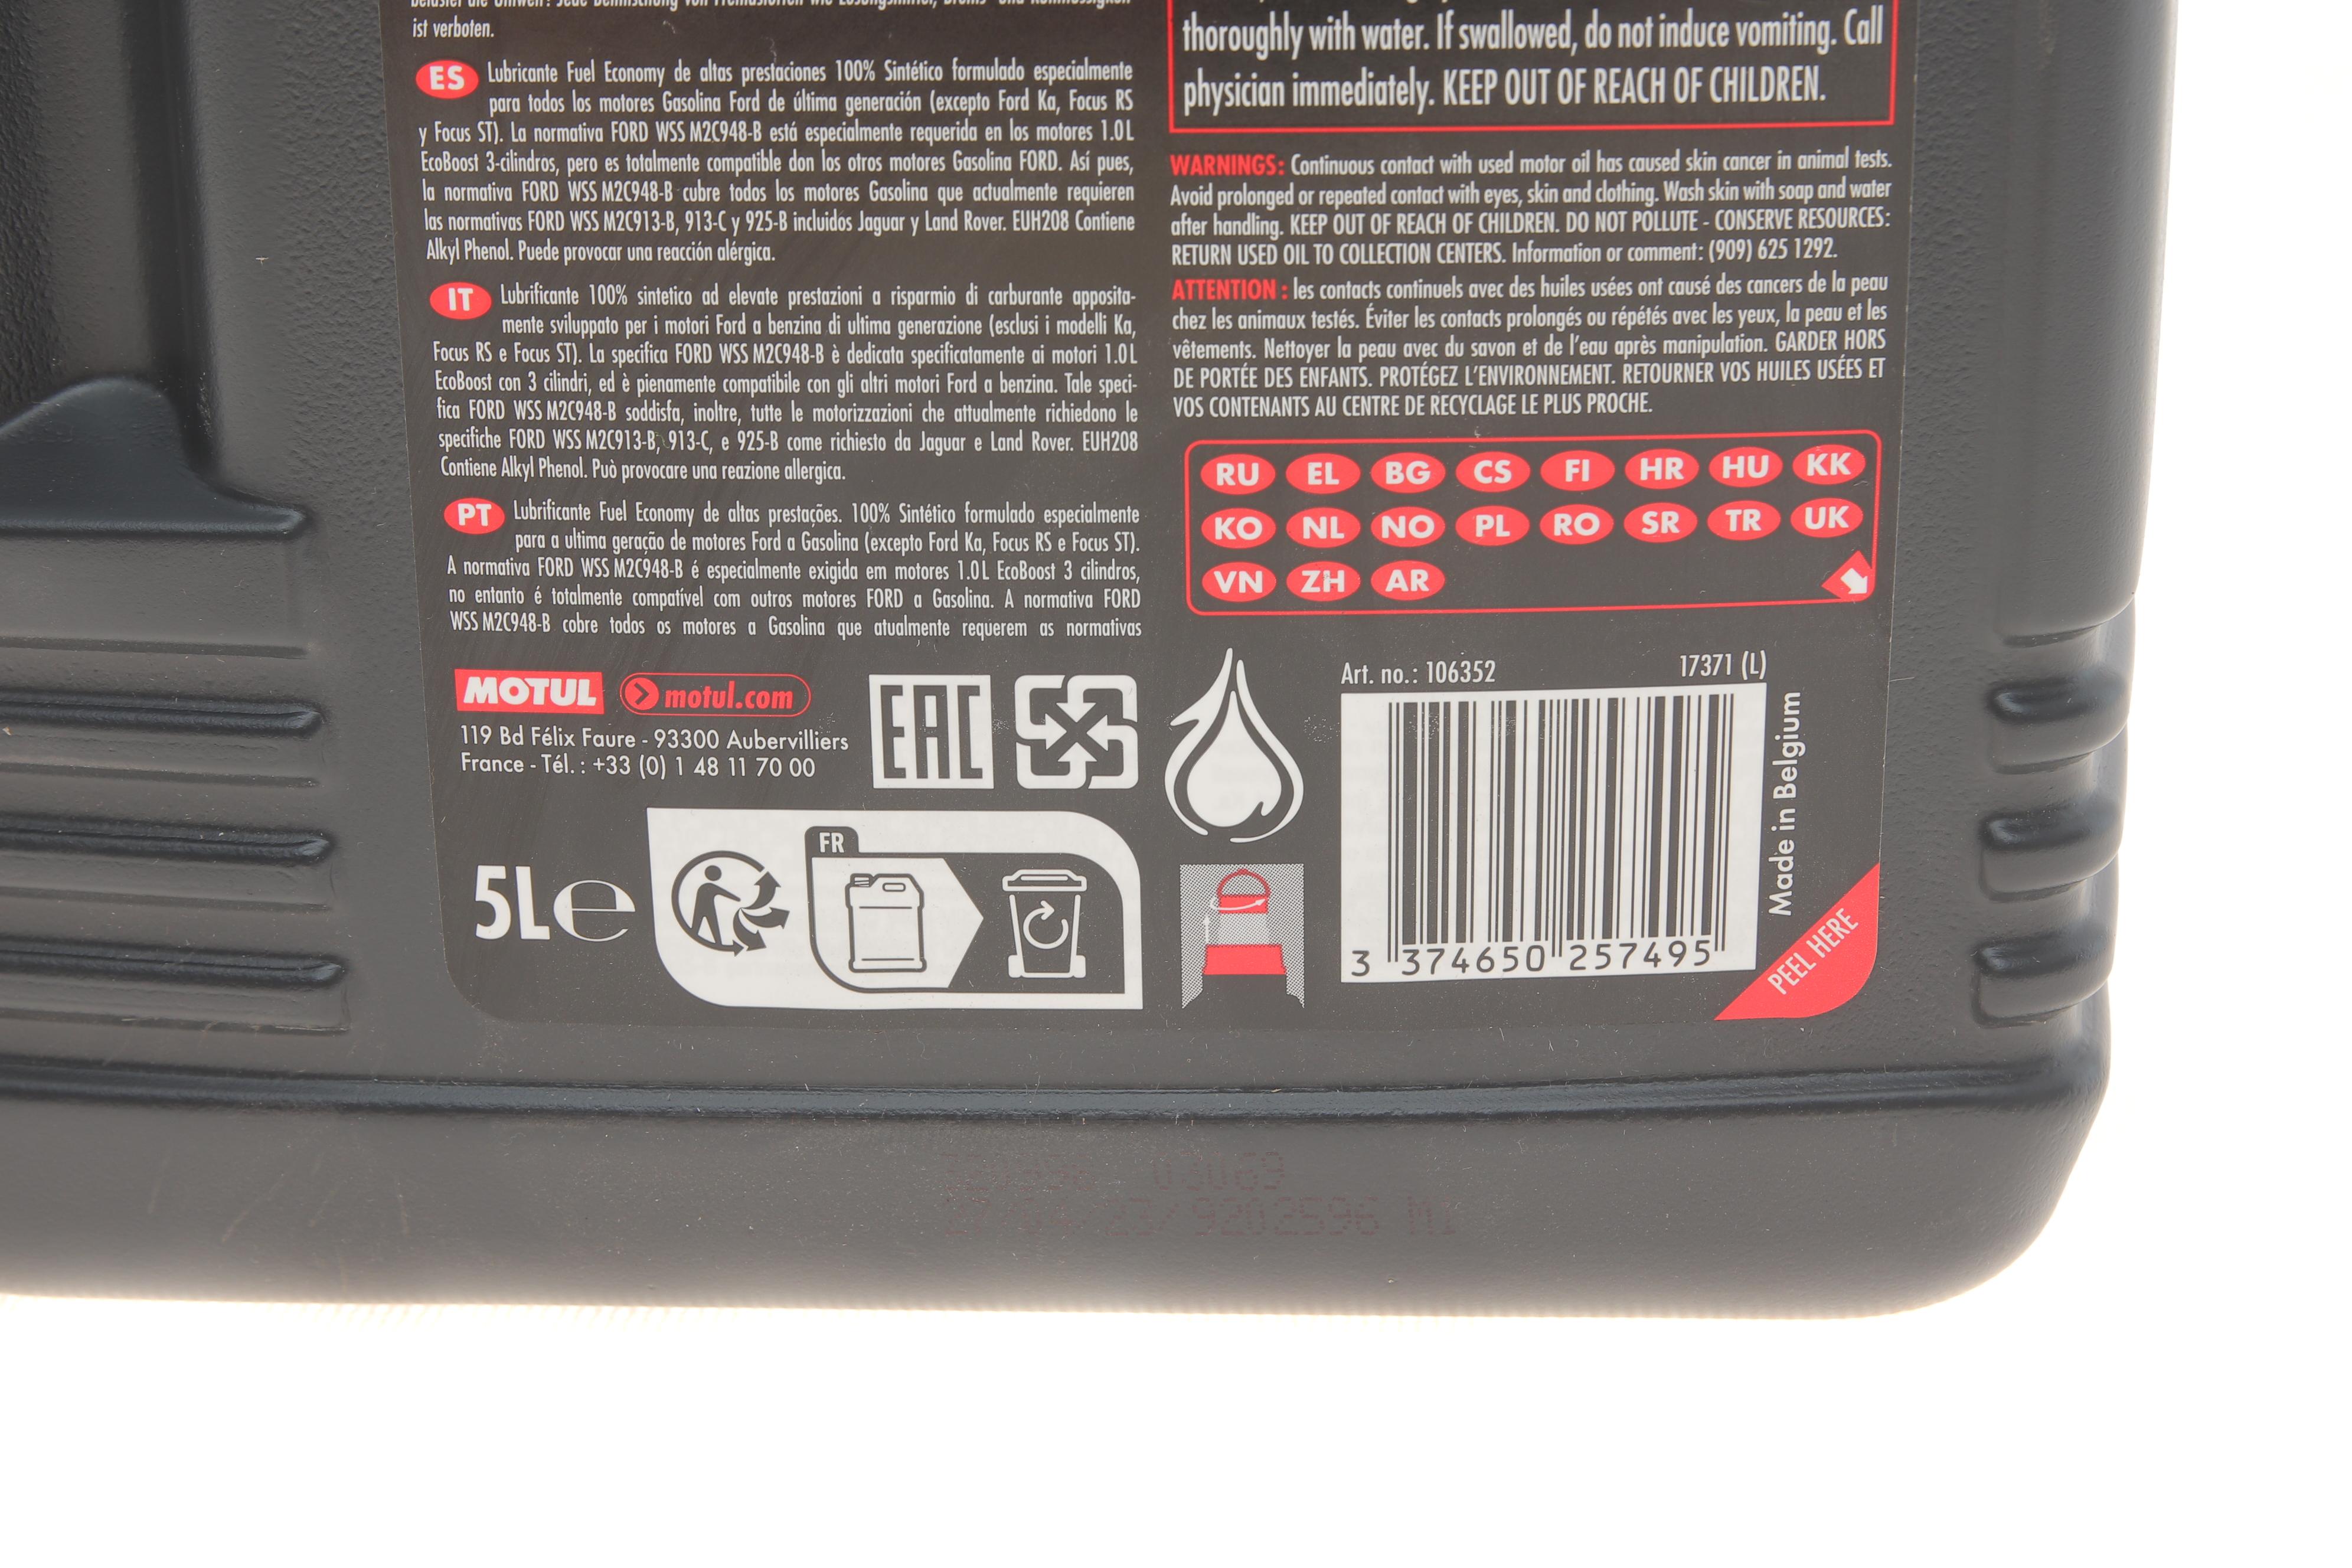 ist verboten.
ES Lubricante Fuel Economy de altas prestaciones 100% Sintético formulado especialmente
para todos los motores Gasolina Ford de última generación (excepto Ford Ka, Focus RS
y Focus ST). La normativa FORD WSS M2C948-B está especialmente requerida en los motores 1.0L
EcoBoost 3-cilindros, pero es totalmente compatible don los otros motores Gasolina FORD. Así pues,
la normativa FORD WSS M2C948-B cubre todos los motores Gasolina que actualmente requieren
las normativas FORD WSS M2C913-B, 913-C y 925-B incluidos Jaguar y Land Rover. EUH208 Contiene
Alkyl Phenol. Puede provocar una reacción alérgica.
IT Lubrificante 100% sintetico ad elevate prestazioni a risparmio di carburante apposita-
mente sviluppato per i motori Ford a benzina di ultima generazione (esclusi i modelli Ka,
Focus RS e Focus ST). La specifica FORD WSS M2C948-B è dedicata specificatamente ai motori 1.0L
EcoBoost con 3 cilindri, ed è pienamente compatibile con gli altri motori Ford a benzina. Tale speci-
fica FORD WSS M2C948-B soddisfa, inoltre, tutte le motorizzazioni che attualmente richiedono le
specifiche FORD WSS M2C913-B, 913-C, e 925-B come richiesto da Jaguar e Land Rover. EUH208
Contiene Alkyl Phenol. Può provocare una reazione allergica.
PT Lubrificante Fuel Economy de altas prestações. 100% Sintético formulado especialmente
para a ultima geração de motores Ford a Gasolina (excepto Ford Ka, Focus RS e Focus ST).
A normativa FORD WSS M2C948-B é especialmente exigida em motores 1.0L EcoBoost 3 cilindros,
no entanto é totalmente compatível com outros motores FORD a Gasolina. A normativa FORD
WSS M2C948-B cobre todos os motores a Gasolina que atualmente requerem as normativas
MOTUL motul.com
119 Bd Félix Faure - 93300 Aubervilliers
France - Tél. : +33 (0) 1 48 11 70 00
EAC
5L e
FR
thoroughly with water. If swallowed, do not induce vomiting. Call
physician immediately. KEEP OUT OF REACH OF CHILDREN.
WARNINGS: Continuous contact with used motor oil has caused skin cancer in animal tests.
Avoid prolonged or repeated contact with eyes, skin and clothing. Wash skin with soap and water
after handling. KEEP OUT OF REACH OF CHILDREN. DO NOT POLLUTE - CONSERVE RESOURCES:
RETURN USED OIL TO COLLECTION CENTERS. Information or comment: (909) 625 1292.
ATTENTION : les contacts continuels avec des huiles usées ont causé des cancers de la peau
chez les animaux testés. Éviter les contacts prolongés ou répétés avec les yeux, la peau et les
vêtements. Nettoyer la peau avec du savon et de l'eau après manipulation. GARDER HORS
DE PORTÉE DES ENFANTS. PROTÉGEZ L'ENVIRONNEMENT. RETOURNER VOS HUILES USÉES ET
VOS CONTENANTS AU CENTRE DE RECYCLAGE LE PLUS PROCHE.
RU EL BG CS FI HR HU KK
KO NL NO PL RO SR TR UK
VN ZH AR
Art. no.: 106352 17371 (L)
3 374650 257495
Made in Belgium
PEEL HERE
9202596 M1